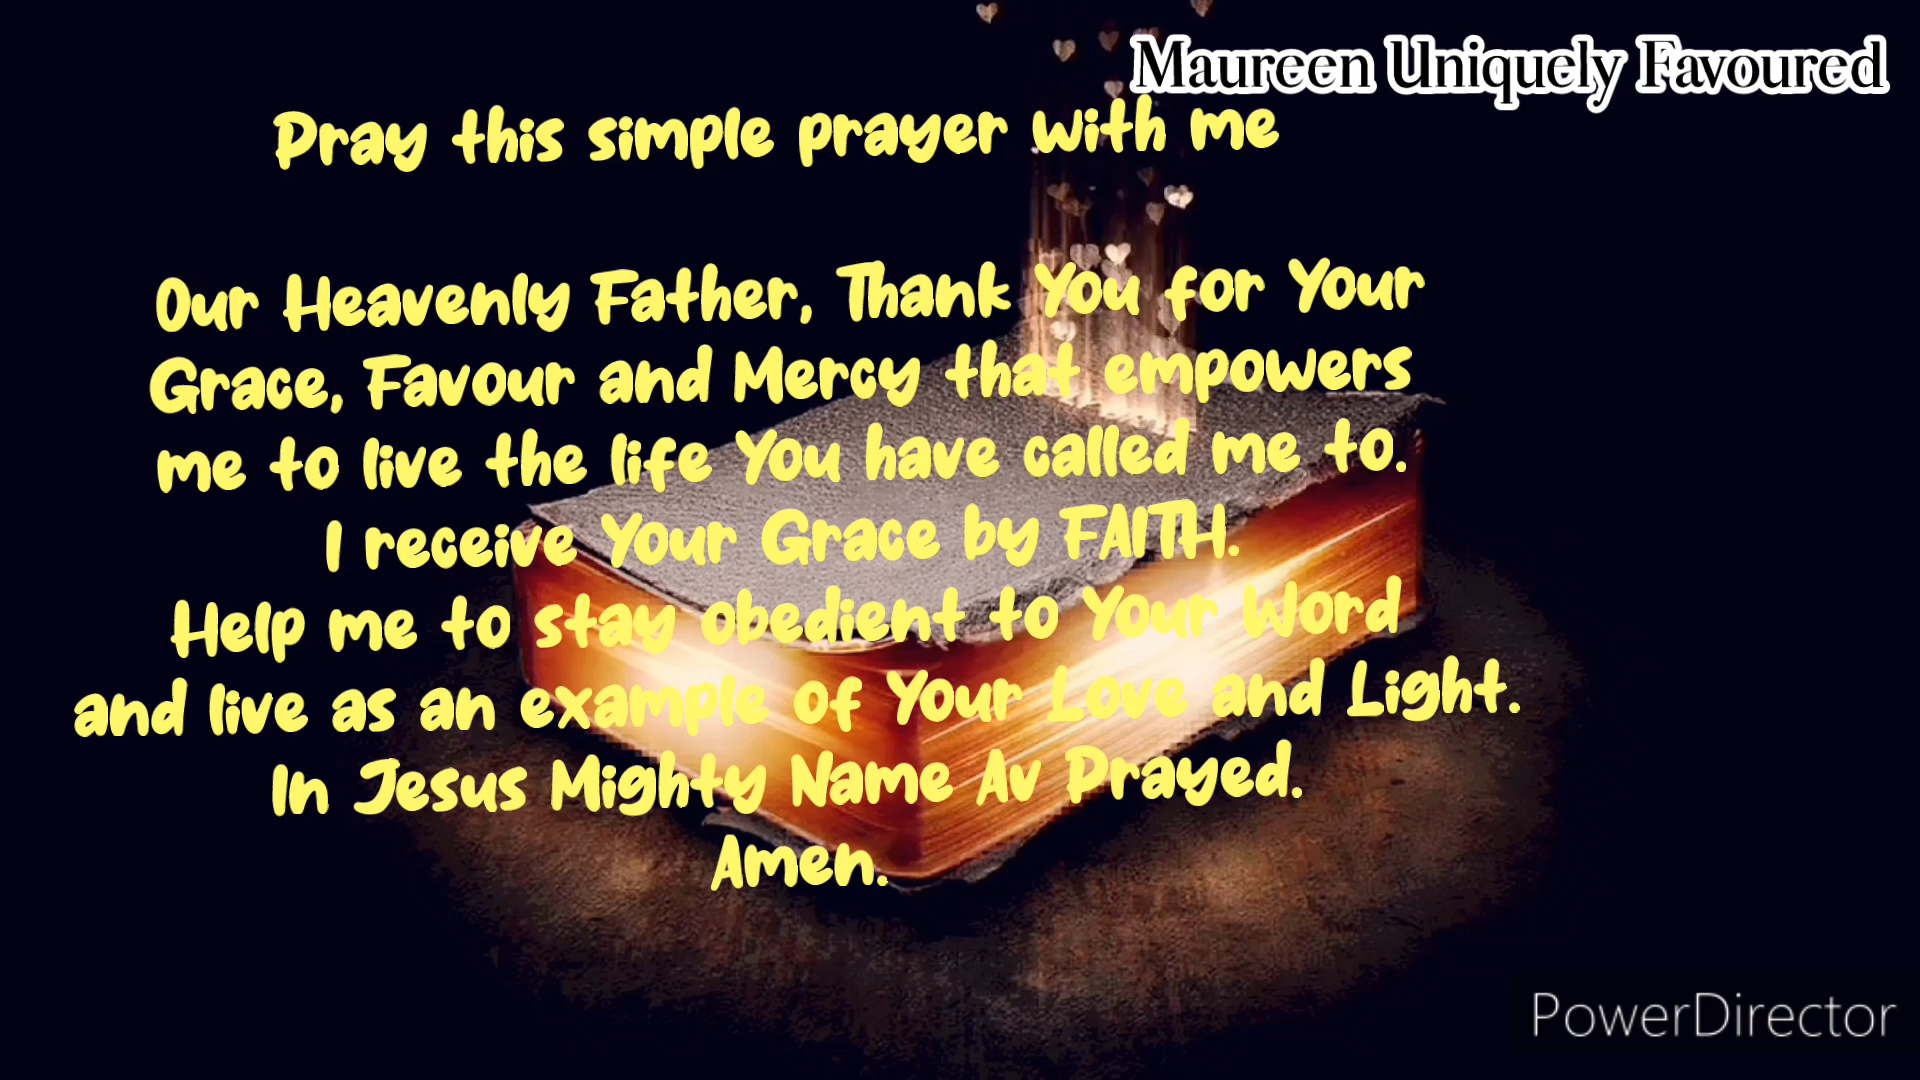 Maureen Uniquely Favoured
Pray this simple prayer with me
Our Heavenly Father, Thank You for Your
Grace, Favour and Mercy that empowers
me to live the life You have called me to.
I receive Your Grace by FAITH.
Help me to stay obedient to Your Word
and live as an example of Your Love and Light.
In Jesus Mighty Name Av Prayed.
Amen.
PowerDirector